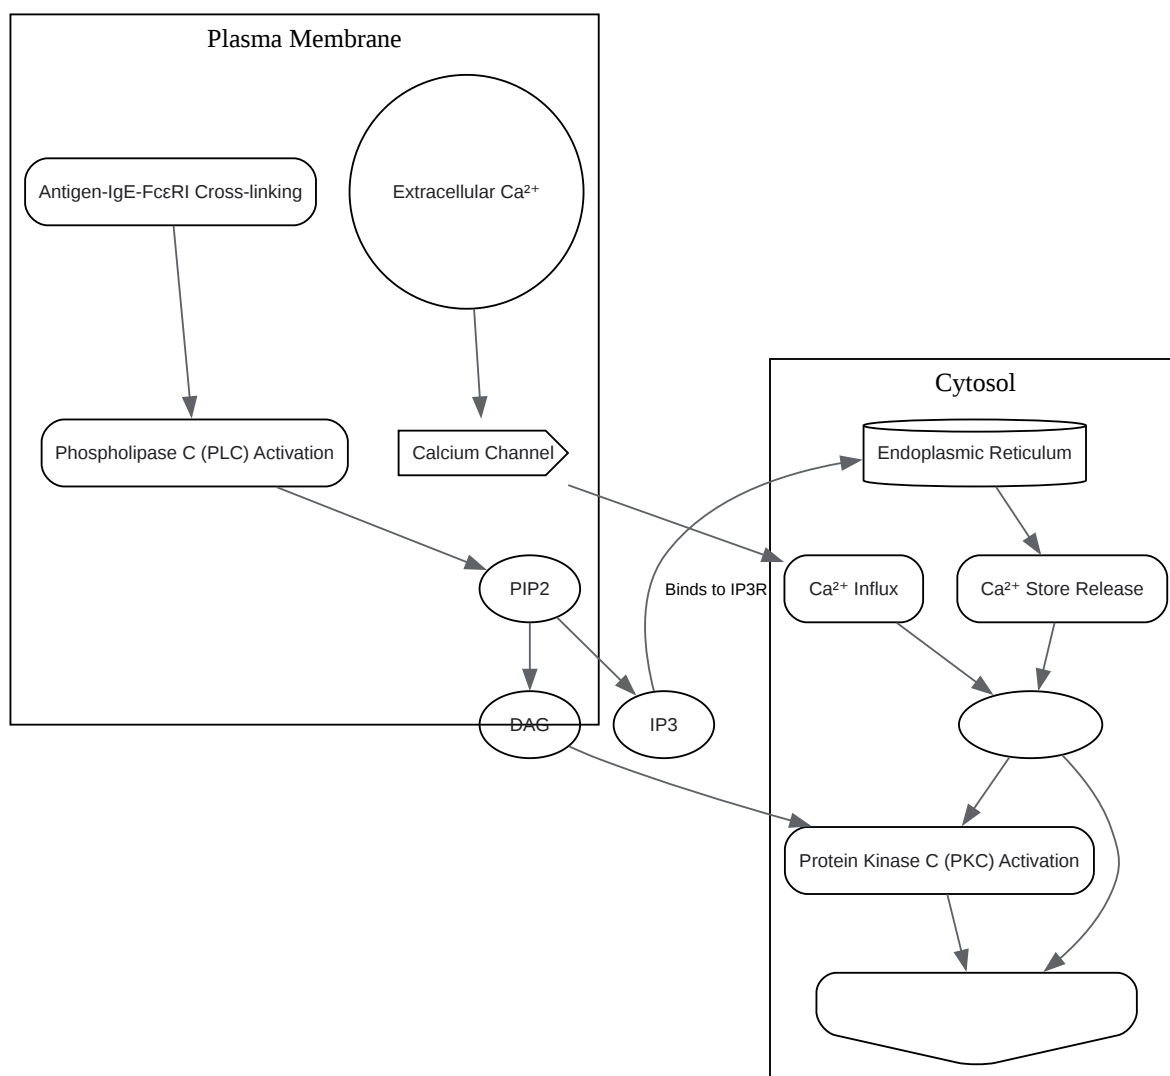 Plasma Membrane
Antigen-IgE-FcεRI Cross-linking
Extracellular Ca²⁺
Cytosol
Phospholipase C (PLC) Activation
Calcium Channel
Endoplasmic Reticulum
PIP2
Binds to IP3R
Ca²⁺ Influx
Ca²⁺ Store Release
DAG
IP3
Protein Kinase C (PKC) Activation